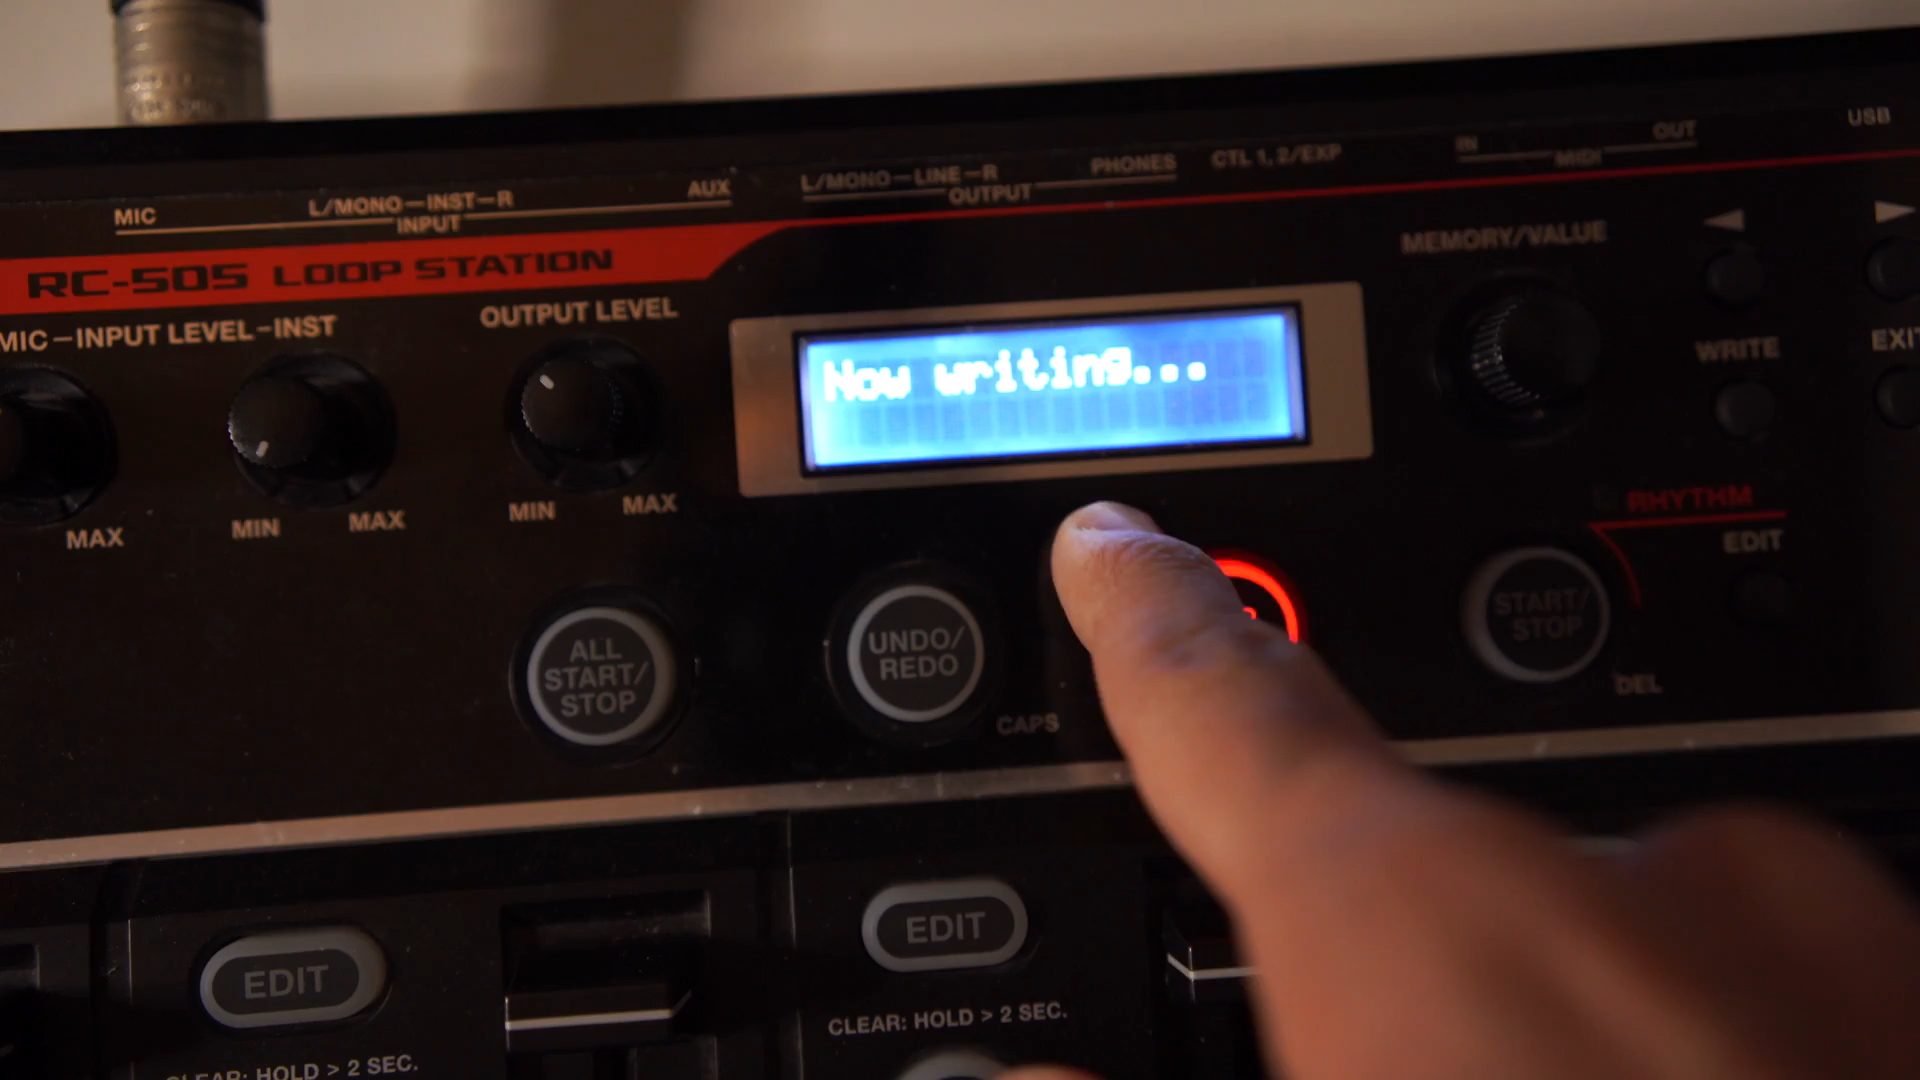 USB
OUT
IN
MIDI
CTL 1, 2/EXP
PHONES
L/MONO-LINE-R
OUTPUT
AUX
L/MONO-INST-R
INPUT
MIC
MEMORY/VALUE
RC-505 LOOP STATION
OUTPUT LEVEL
MIC-INPUT LEVEL-INST
Now writing...
WRITE
EXIT
MAX
MIN
MAX
MIN
MAX
RHYTHM
EDIT
ALL
START/
STOP
UNDO/
REDO
START/
STOP
CAPS
DEL
EDIT
EDIT
CLEAR: HOLD > 2 SEC.
CLEAR: HOLD > 2 SEC.